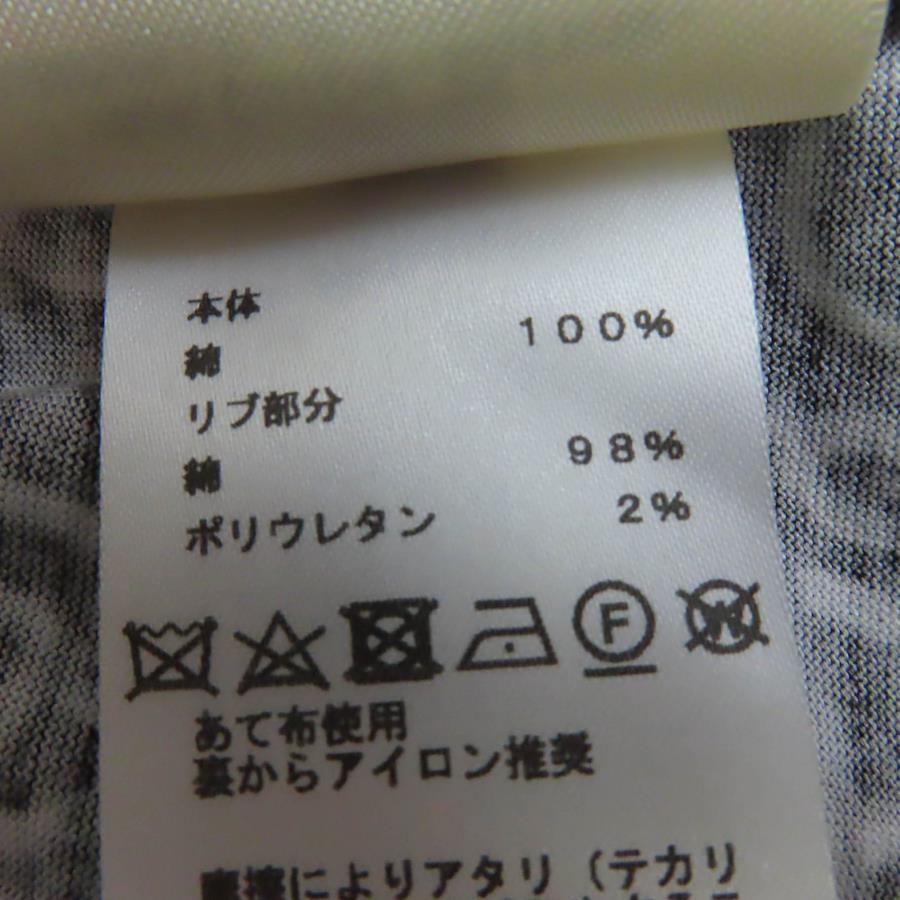 本体
綿 100%
リブ部分
綿 98%
ポリウレタン 2%
F W
あて布使用
裏からアイロン推奨
摩擦によりアタリ（テカリ